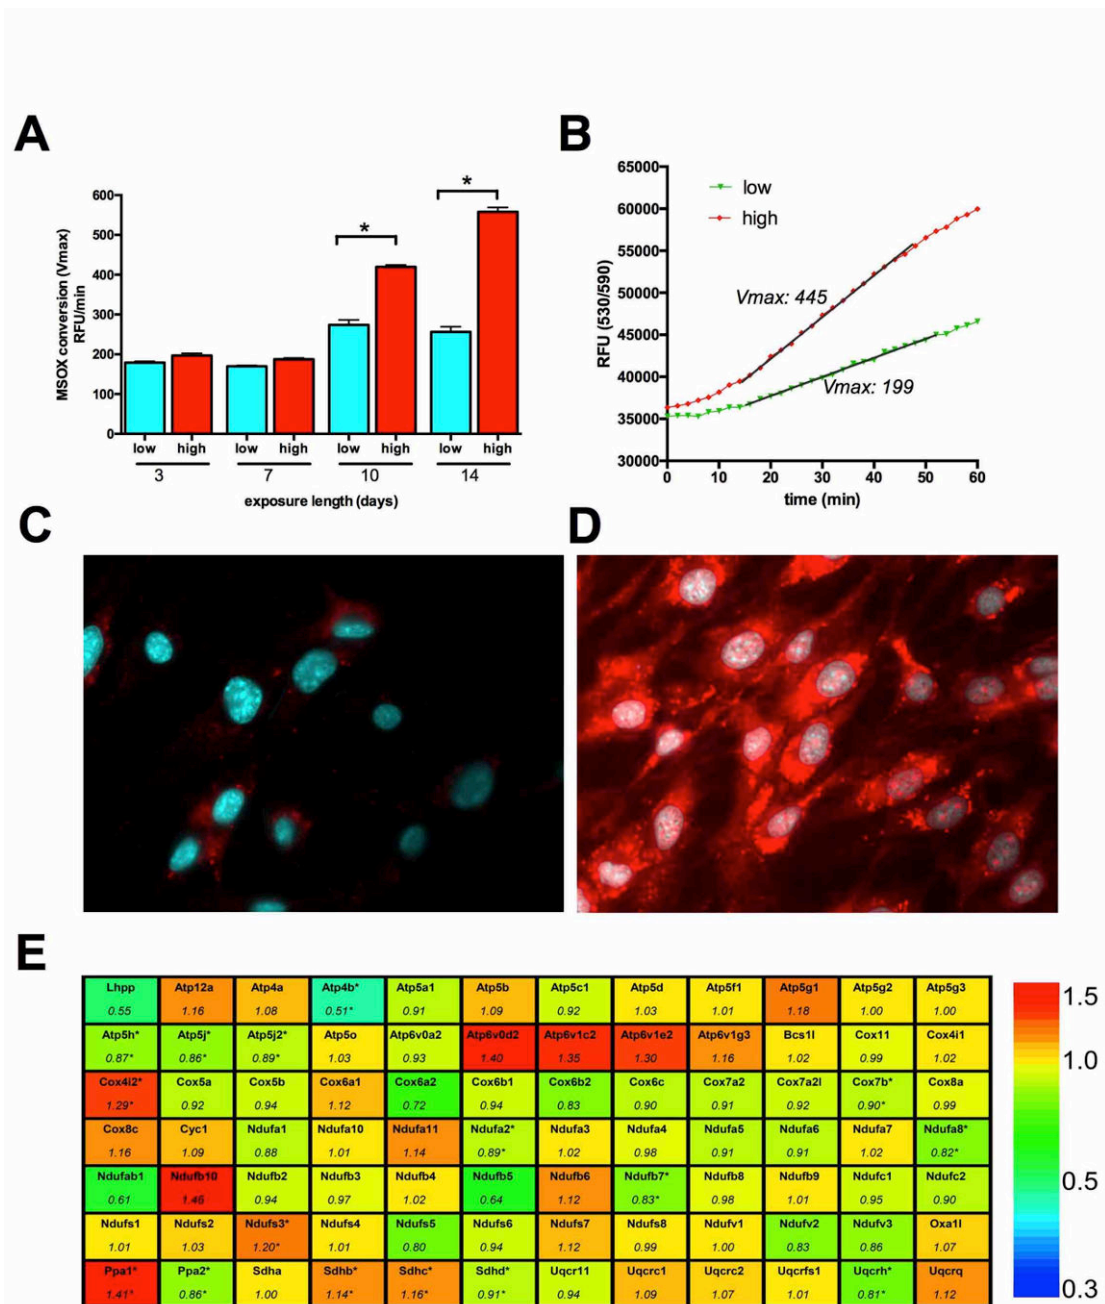 A
MSOX conversion (Vmax)
RFU/min
600
500
400
300
200
100
0
low high low high low high low high
3 7 10 14
exposure length (days)
*
*
B
RFU (530/590)
65000
60000
55000
50000
45000
40000
35000
30000
low
high
Vmax: 445
Vmax: 199
0 10 20 30 40 50 60
time (min)
C
D
E
Lhpp Atp12a Atp4a Atp4b* Atp5a1 Atp5b Atp5c1 Atp5d Atp5f1 Atp5g1 Atp5g2 Atp5g3
0.55 1.16 1.08 0.51* 0.91 1.09 0.92 1.03 1.01 1.18 1.00 1.00
Atp5h* Atp5j* Atp5j2* Atp5o Atp6v0a2 Atp6v0d2 Atp6v1c2 Atp6v1e2 Atp6v1g3 Bcs1l Cox11 Cox4i1
0.87* 0.86* 0.89* 1.03 0.93 1.40 1.35 1.30 1.16 1.02 0.99 1.02
Cox4i2* Cox5a Cox5b Cox6a1 Cox6a2 Cox6b1 Cox6b2 Cox6c Cox7a2 Cox7a2l Cox7b* Cox8a
1.29* 0.92 0.94 1.12 0.72 0.94 0.83 0.90 0.91 0.92 0.90* 0.99
Cox8c Cyc1 Ndufa1 Ndufa10 Ndufa11 Ndufa2* Ndufa3 Ndufa4 Ndufa5 Ndufa6 Ndufa7 Ndufa8*
1.16 1.09 0.88 1.01 1.14 0.89* 1.02 0.98 0.91 0.91 1.02 0.82*
Ndufab1 Ndufb10 Ndufb2 Ndufb3 Ndufb4 Ndufb5 Ndufb6 Ndufb7* Ndufb8 Ndufb9 Ndufc1 Ndufc2
0.61 1.46 0.94 0.97 1.02 0.64 1.12 0.83* 0.98 1.01 0.95 0.90
Ndufs1 Ndufs2 Ndufs3* Ndufs4 Ndufs5 Ndufs6 Ndufs7 Ndufs8 Ndufv1 Ndufv2 Ndufv3 Oxa1l
1.01 1.03 1.20* 1.01 0.80 0.94 1.12 0.99 1.00 0.83 0.86 1.07
Ppa1* Ppa2* Sdha Sdhb* Sdhc* Sdhd* Uqcr11 Uqcrc1 Uqcrc2 Uqcrfs1 Uqcrh* Uqcrq
1.41* 0.86* 1.00 1.14* 1.16* 0.91* 0.94 1.09 1.07 1.01 0.81* 1.12
1.5
1.0
0.5
0.3